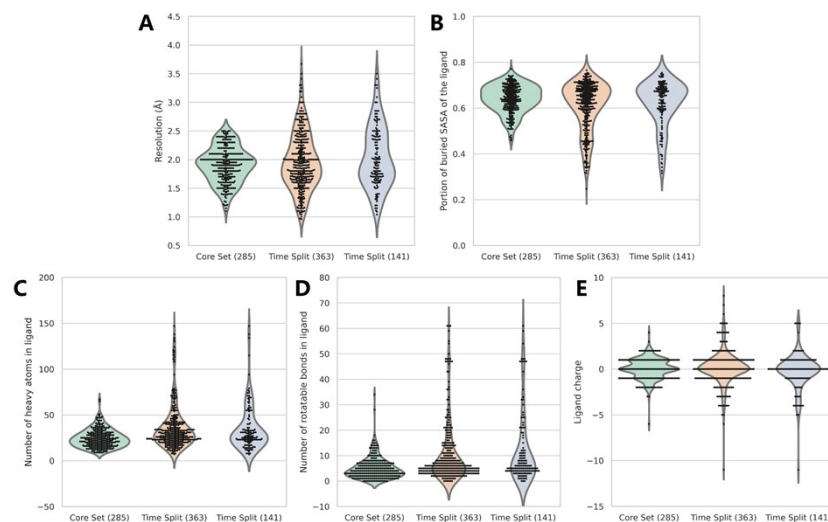 A
Resolution (Å)
4.5
4.0
3.5
3.0
2.5
2.0
1.5
1.0
0.5
Core Set (285) Time Split (363) Time Split (141)
B
Portion of buried SASA of the ligand
1.0
0.8
0.6
0.4
0.2
0.0
Core Set (285) Time Split (363) Time Split (141)
C
Number of heavy atoms in ligand
200
150
100
50
0
−50
Core Set (285) Time Split (363) Time Split (141)
D
Number of rotatable bonds in ligand
80
70
60
50
40
30
20
10
0
−10
Core Set (285) Time Split (363) Time Split (141)
E
Ligand charge
10
5
0
−5
−10
−15
Core Set (285) Time Split (363) Time Split (141)